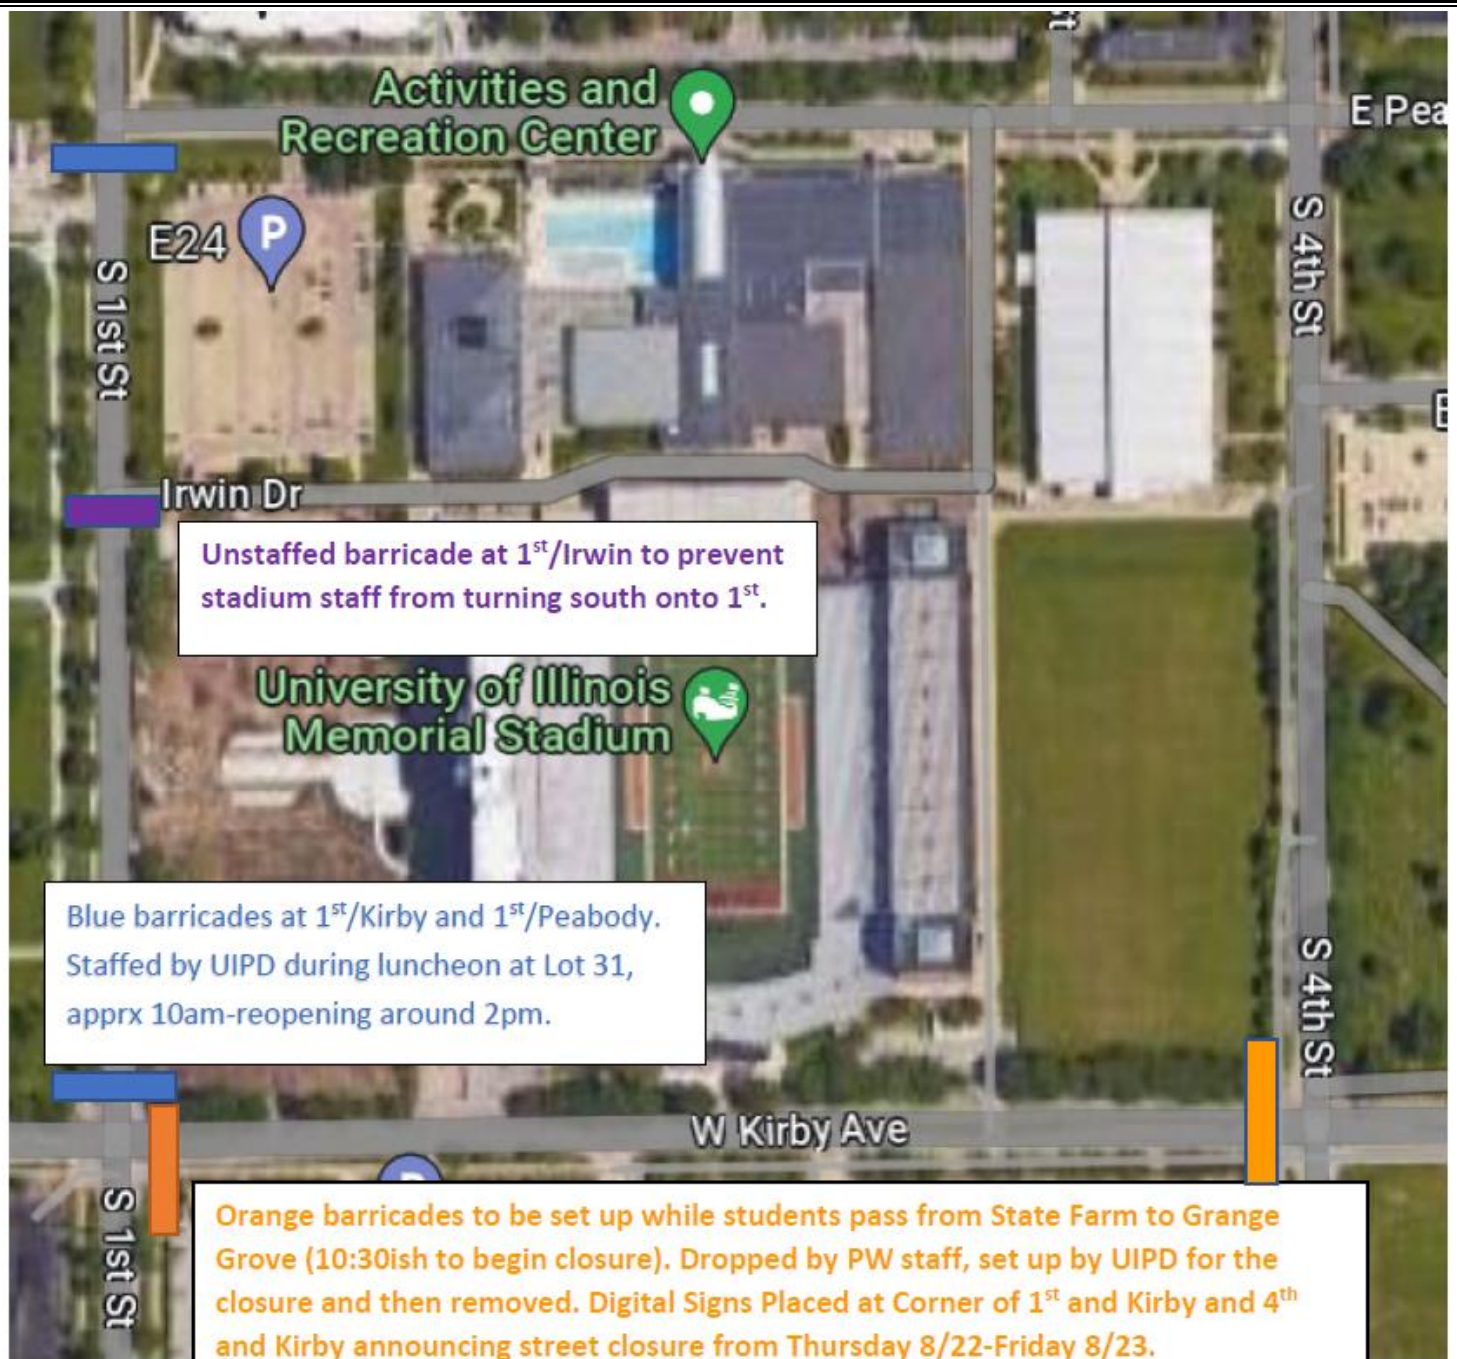 St
Activities and
Recreation Center
E Pea
P
E24
S 1st St
S 4th St
E
Irwin Dr
Unstaffed barricade at 1st/Irwin to prevent
stadium staff from turning south onto 1st.
University of Illinois
Memorial Stadium
Blue barricades at 1st/Kirby and 1st/Peabody.
Staffed by UIPD during luncheon at Lot 31,
apprx 10am-reopening around 2pm.
S 4th St
W Kirby Ave
P
S 1st St
Orange barricades to be set up while students pass from State Farm to Grange
Grove (10:30ish to begin closure). Dropped by PW staff, set up by UIPD for the
closure and then removed. Digital Signs Placed at Corner of 1st and Kirby and 4th
and Kirby announcing street closure from Thursday 8/22-Friday 8/23.